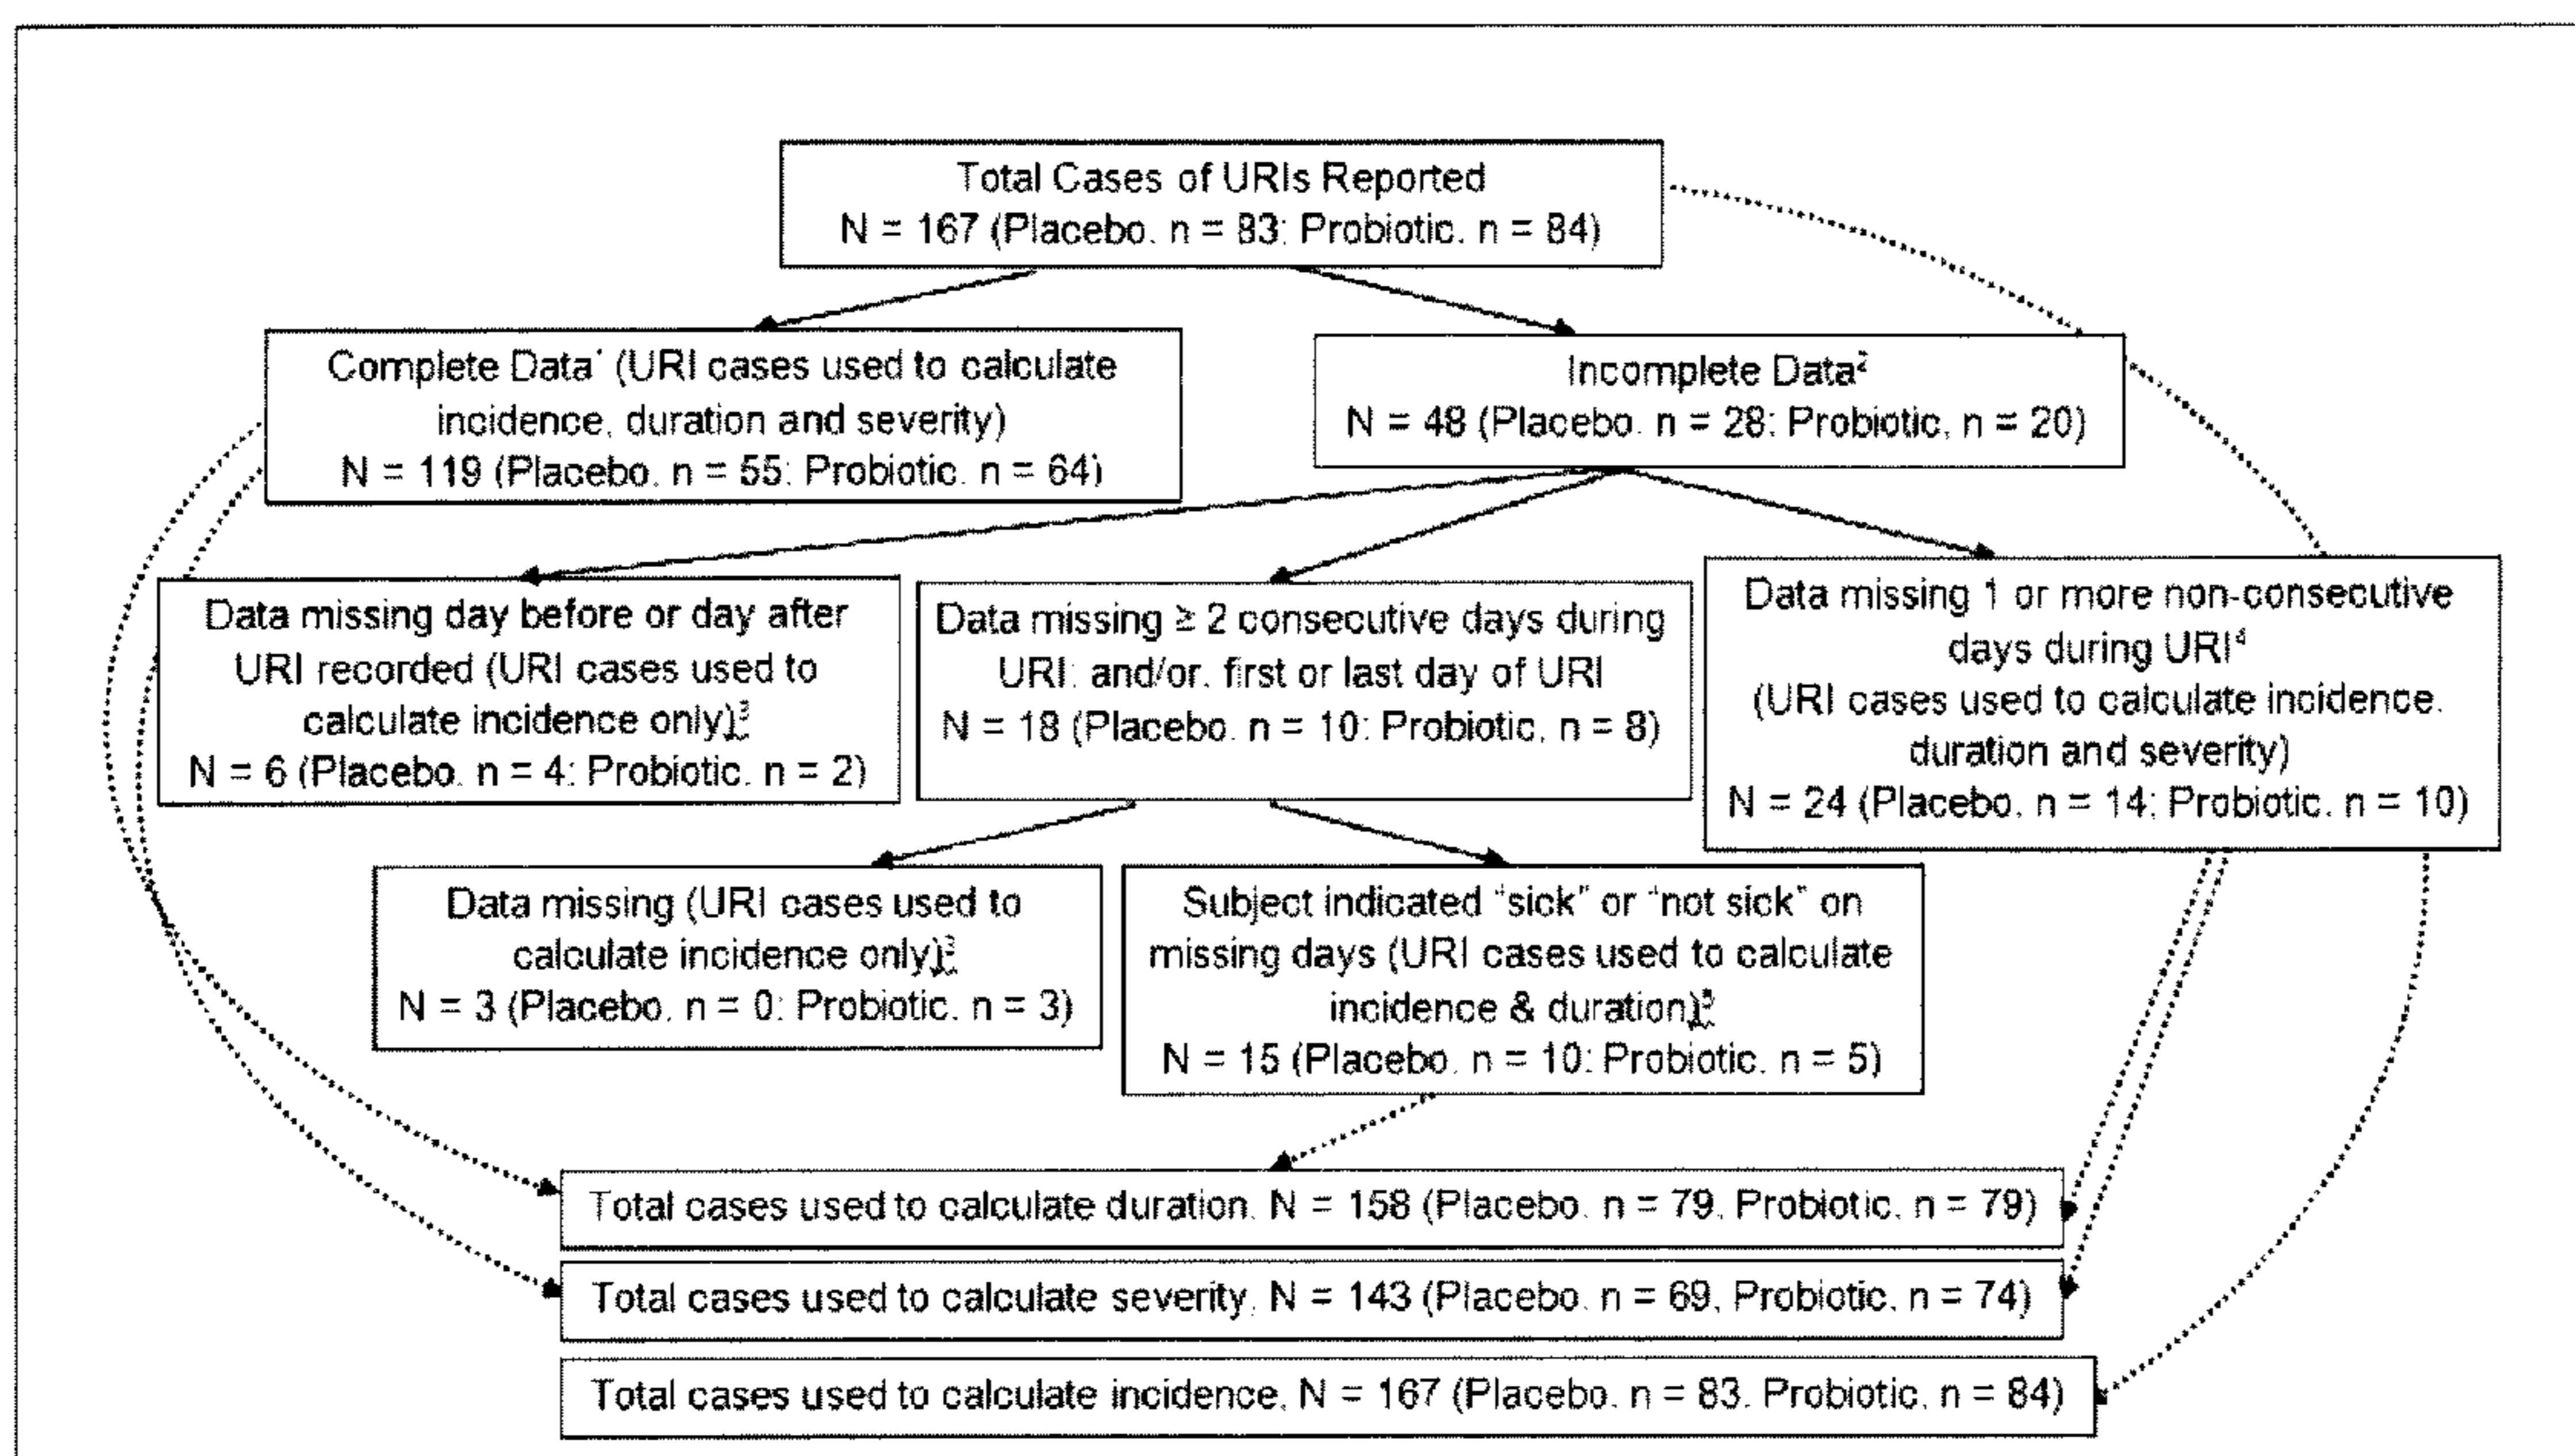 Total Cases of URIs Reported
N = 167 (Placebo. n = 83: Probiotic. n = 84)
Complete Data¹ (URI cases used to calculate
incidence, duration and severity)
N = 119 (Placebo. n = 55: Probiotic. n = 64)
Incomplete Data²
N = 48 (Placebo. n = 28: Probiotic, n = 20)
Data missing day before or day after
URI recorded (URI cases used to
calculate incidence only)³
N = 6 (Placebo. n = 4: Probiotic. n = 2)
Data missing ≥ 2 consecutive days during
URI: and/or. first or last day of URI
N = 18 (Placebo. n = 10: Probiotic, n = 8)
Data missing 1 or more non-consecutive
days during URI⁴
(URI cases used to calculate incidence.
duration and severity)
N = 24 (Placebo, n = 14; Probiotic. n = 10)
Data missing (URI cases used to
calculate incidence only)³
N = 3 (Placebo. n = 0: Probiotic. n = 3)
Subject indicated "sick" or "not sick" on
missing days (URI cases used to calculate
incidence & duration)⁵
N = 15 (Placebo. n = 10: Probiotic. n = 5)
Total cases used to calculate duration. N = 158 (Placebo. n = 79. Probiotic. n = 79)
Total cases used to calculate severity, N = 143 (Placebo. n = 69, Probiotic. n = 74)
Total cases used to calculate incidence, N = 167 (Placebo. n = 83. Probiotic. n = 84)